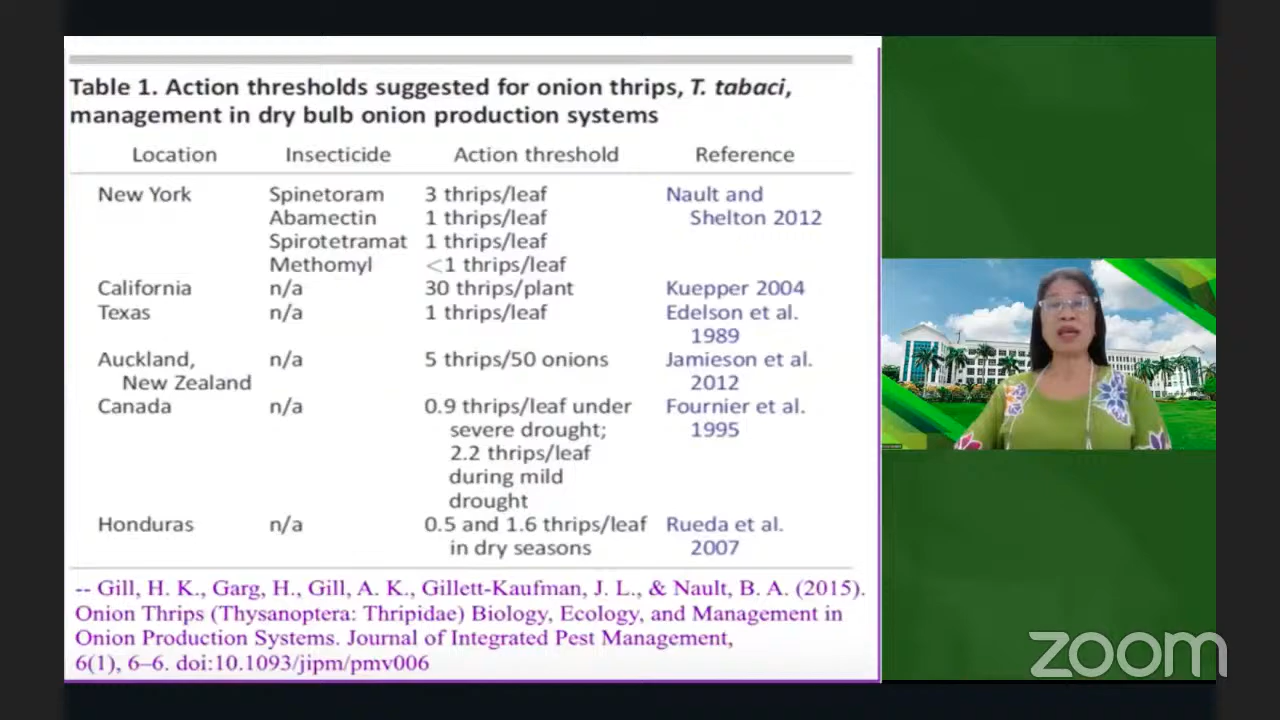 Table 1. Action thresholds suggested for onion thrips, T. tabaci,
management in dry bulb onion production systems
Location Insecticide Action threshold Reference
New York Spinetoram 3 thrips/leaf Nault and
Abamectin 1 thrips/leaf Shelton 2012
Spirotetramat 1 thrips/leaf
Methomyl <1 thrips/leaf
California n/a 30 thrips/plant Kuepper 2004
Texas n/a 1 thrips/leaf Edelson et al.
1989
Auckland, n/a 5 thrips/50 onions Jamieson et al.
New Zealand 2012
Canada n/a 0.9 thrips/leaf under Fournier et al.
severe drought; 1995
2.2 thrips/leaf
during mild
drought
Honduras n/a 0.5 and 1.6 thrips/leaf Rueda et al.
in dry seasons 2007
-- Gill, H. K., Garg, H., Gill, A. K., Gillett-Kaufman, J. L., & Nault, B. A. (2015).
Onion Thrips (Thysanoptera: Thripidae) Biology, Ecology, and Management in
Onion Production Systems. Journal of Integrated Pest Management,
6(1), 6–6. doi:10.1093/jipm/pmv006
zoom